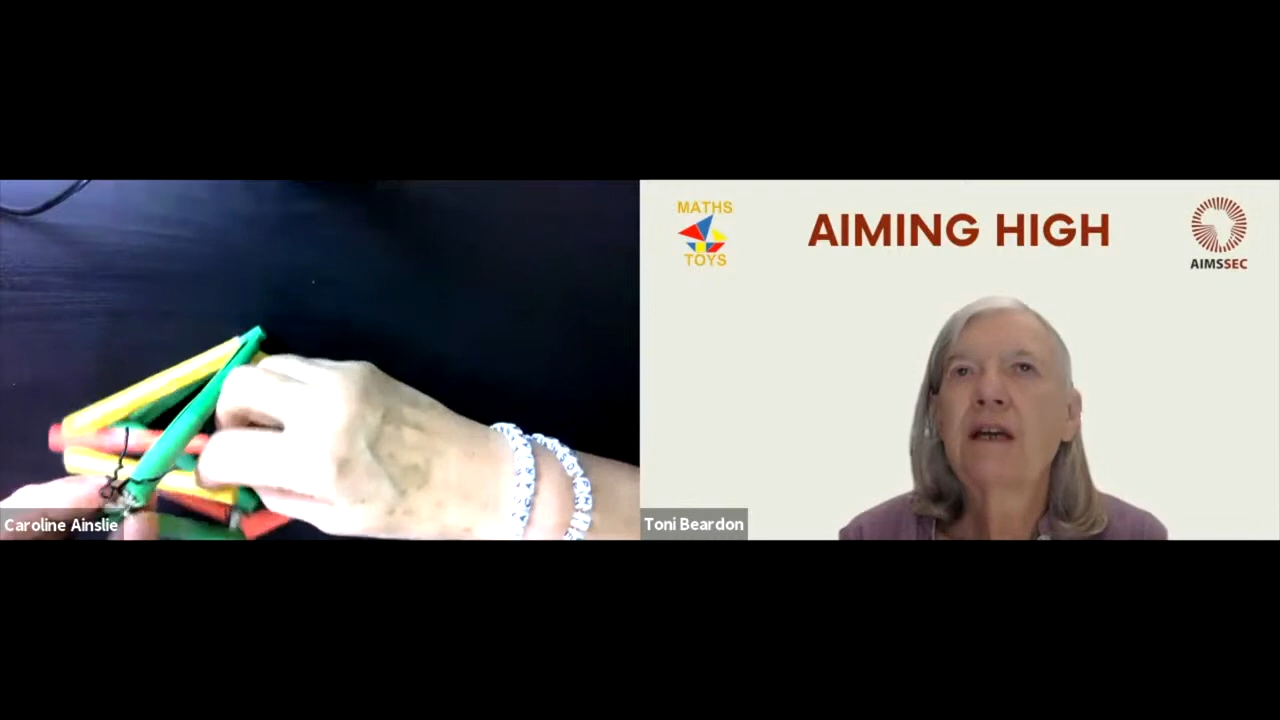 MATHS
TOYS
AIMING HIGH
AIMSSEC
Caroline Ainslie
Toni Beardon